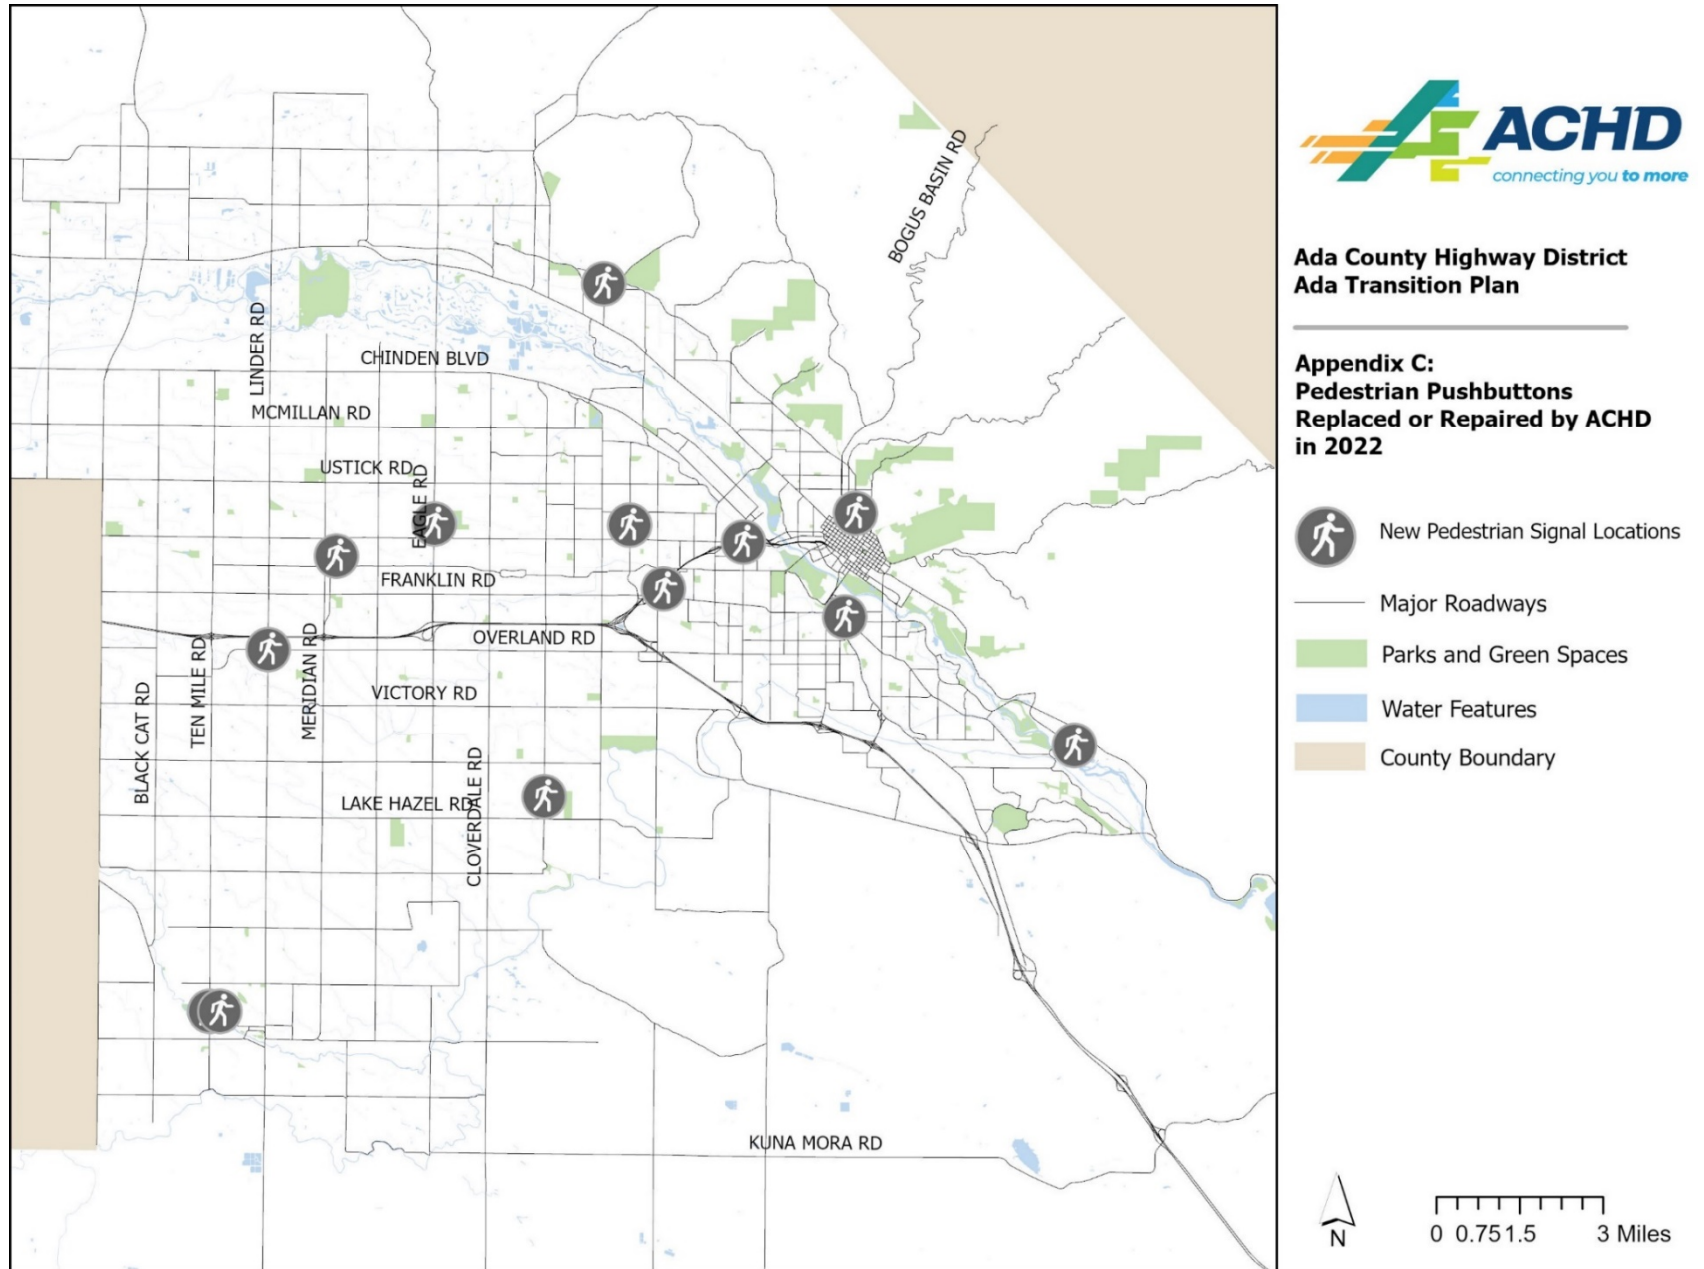 BOGUS BASIN RD
LINDER RD
CHINDEN BLVD
MCMILLAN RD
USTICK RD
EAGLE RD
FRANKLIN RD
OVERLAND RD
MERIDIAN RD
TEN MILE RD
BLACK CAT RD
VICTORY RD
CLOVERDALE RD
LAKE HAZEL RD
KUNA MORA RD
ACHD
connecting you to more
Ada County Highway District
Ada Transition Plan
Appendix C:
Pedestrian Pushbuttons
Replaced or Repaired by ACHD
in 2022
New Pedestrian Signal Locations
Major Roadways
Parks and Green Spaces
Water Features
County Boundary
N
0 0.75 1.5 3 Miles